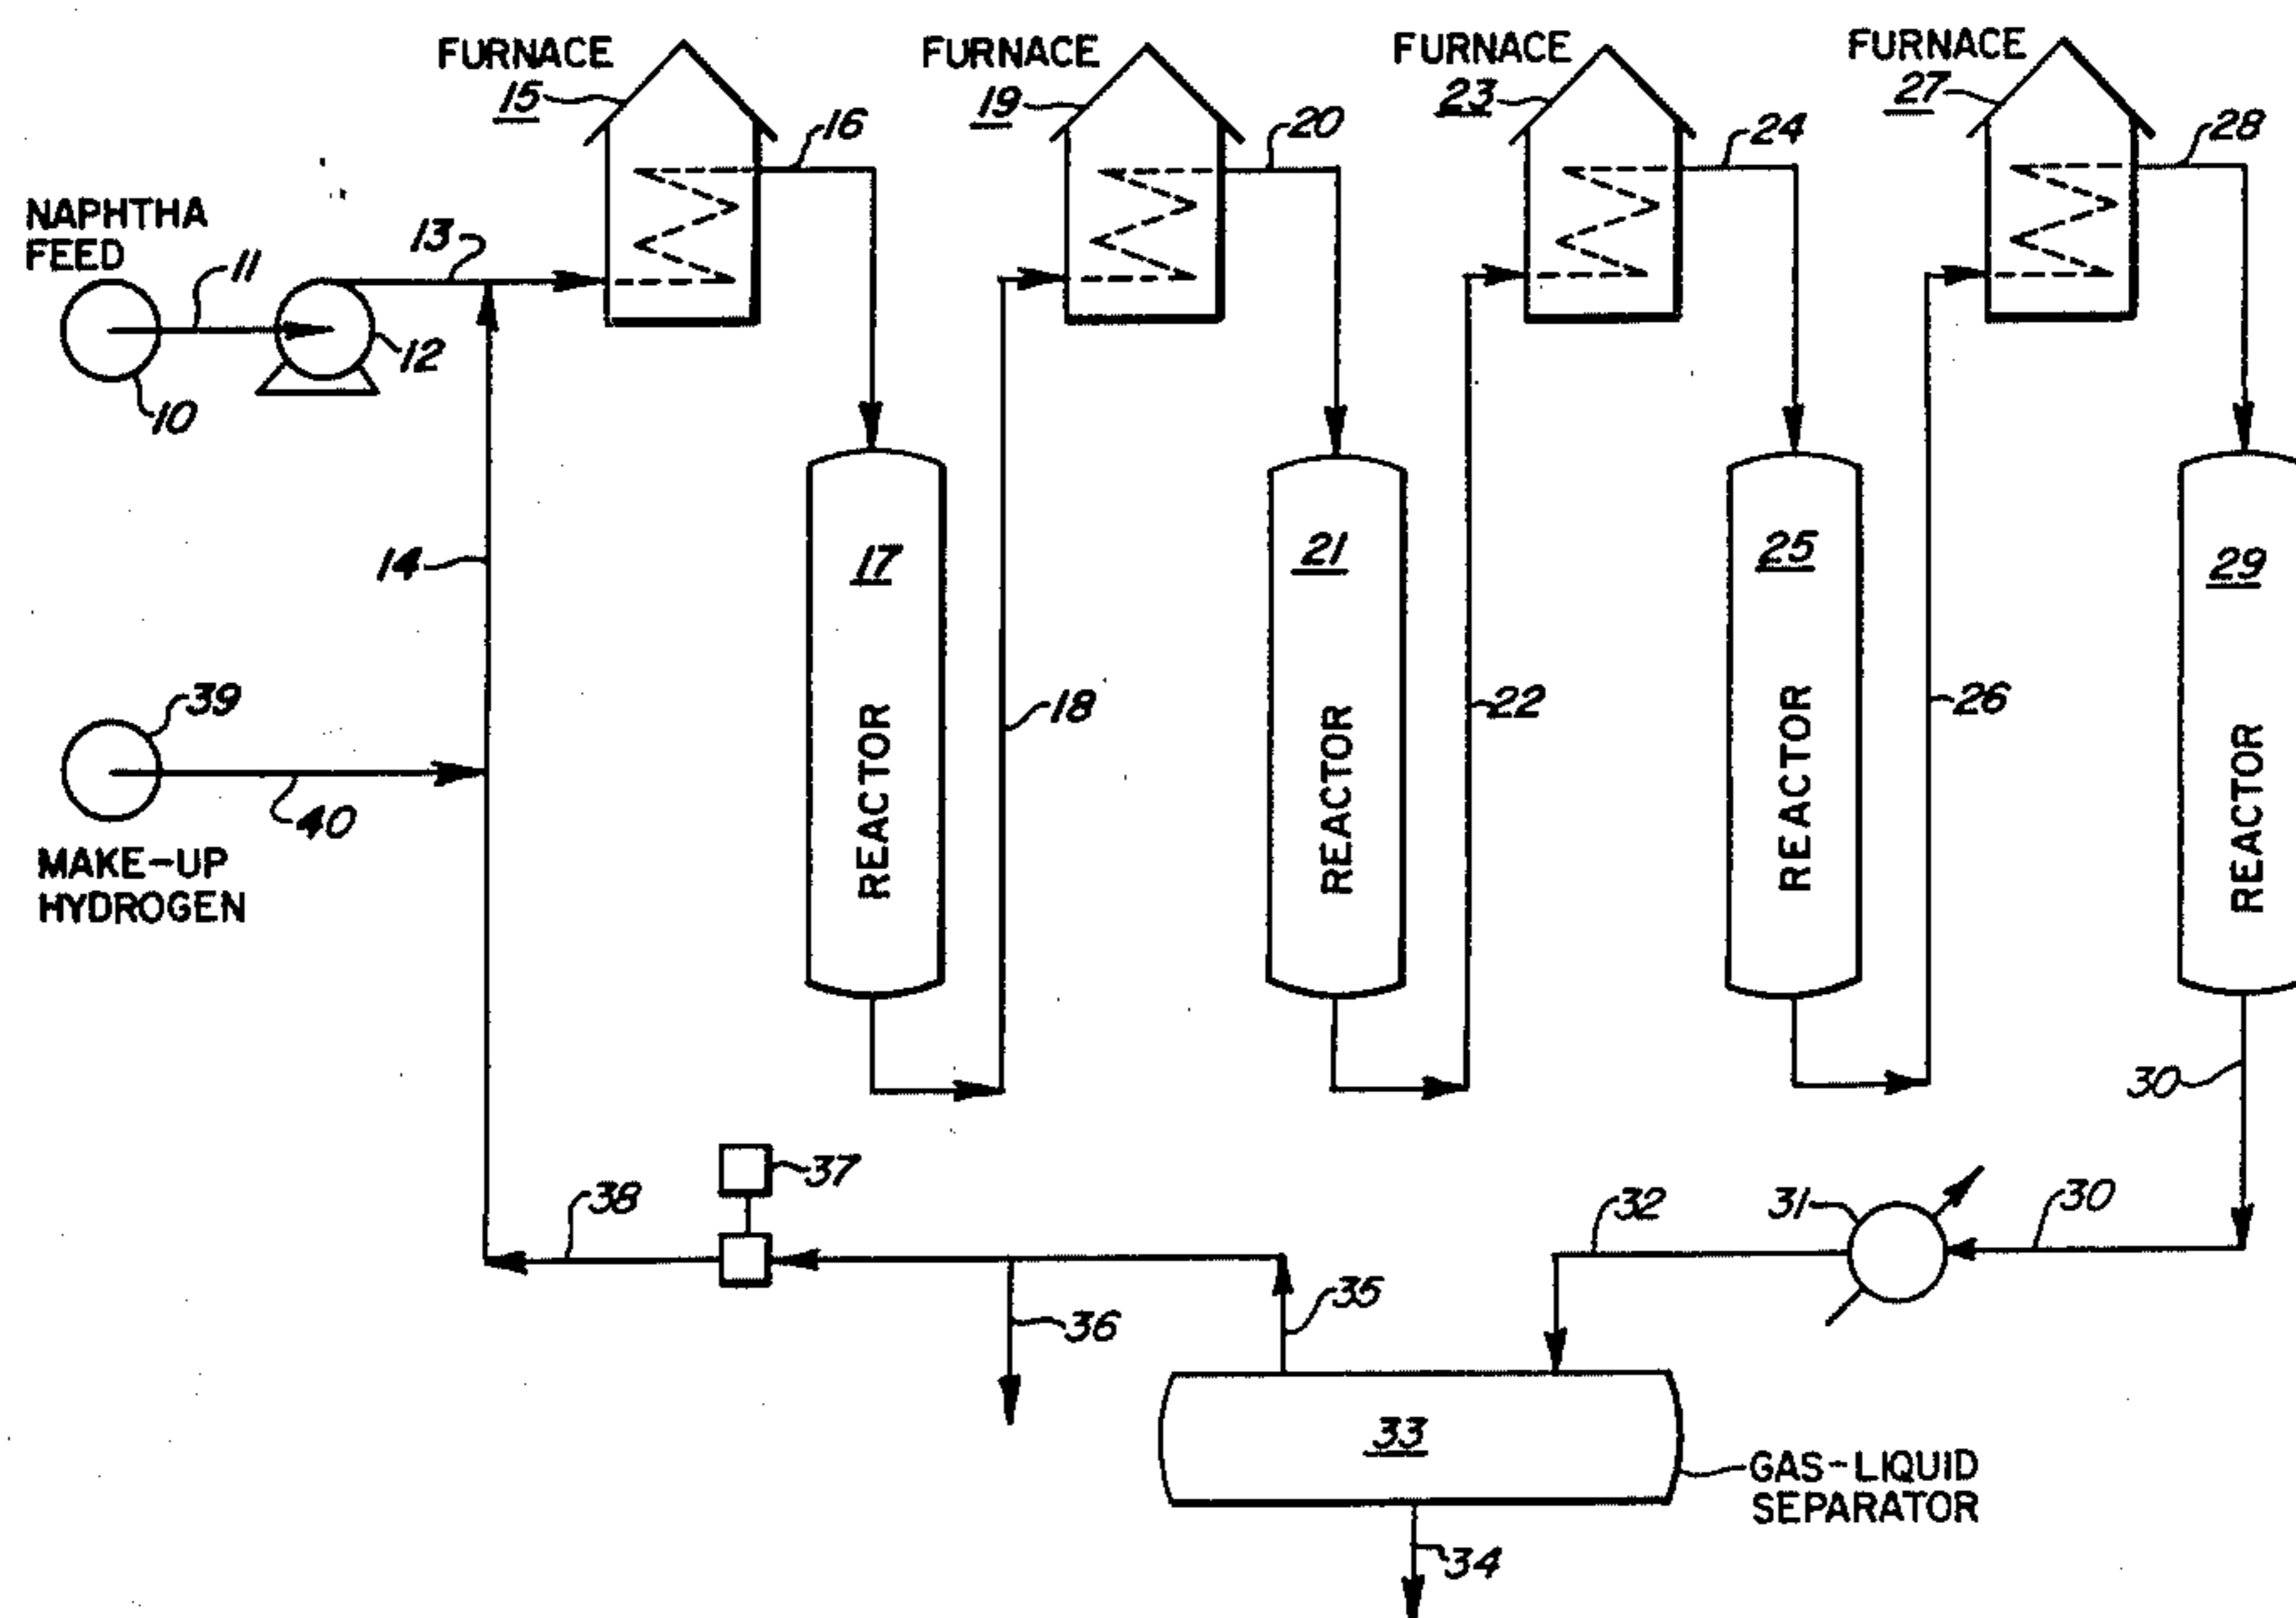 FURNACE
15
FURNACE
19
FURNACE
23
FURNACE
27
16
20
24
28
NAPHTHA
FEED
11
13
12
10
14
17
21
25
29
REACTOR
REACTOR
REACTOR
REACTOR
18
22
26
39
40
MAKE-UP
HYDROGEN
30
37
38
32
31
30
36
35
33
GAS-LIQUID
SEPARATOR
34